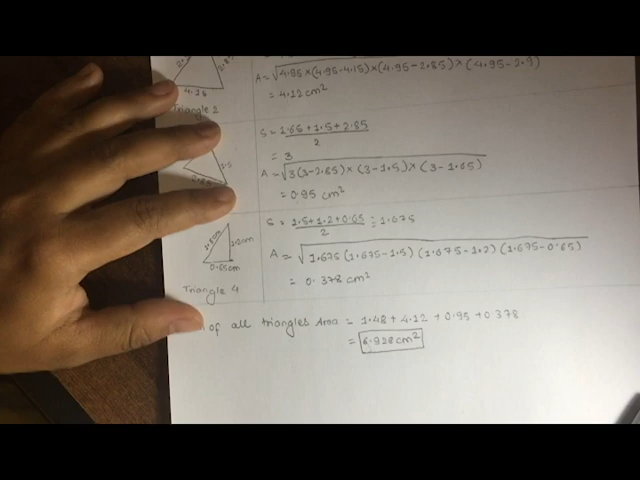 4.15
A = √4.95×(4.95-4.15)×(4.95-2.85)×(4.95-2.9)
= 4.12 cm²
Triangle 2
S = 1.65+1.5+2.85
2
= 3
A = √3(3-2.85)×(3-1.5)×(3-1.65)
= 0.95 cm²
1.5
2.85
S = 1.5+1.2+0.65 = 1.675
2
1.5cm
1.2cm
0.65cm
A = √1.675(1.675-1.5)(1.675-1.2)(1.675-0.65)
= 0.378 cm²
Triangle 4
of all triangles Area = 1.48 + 4.12 + 0.95 + 0.378
= 6.928 cm²